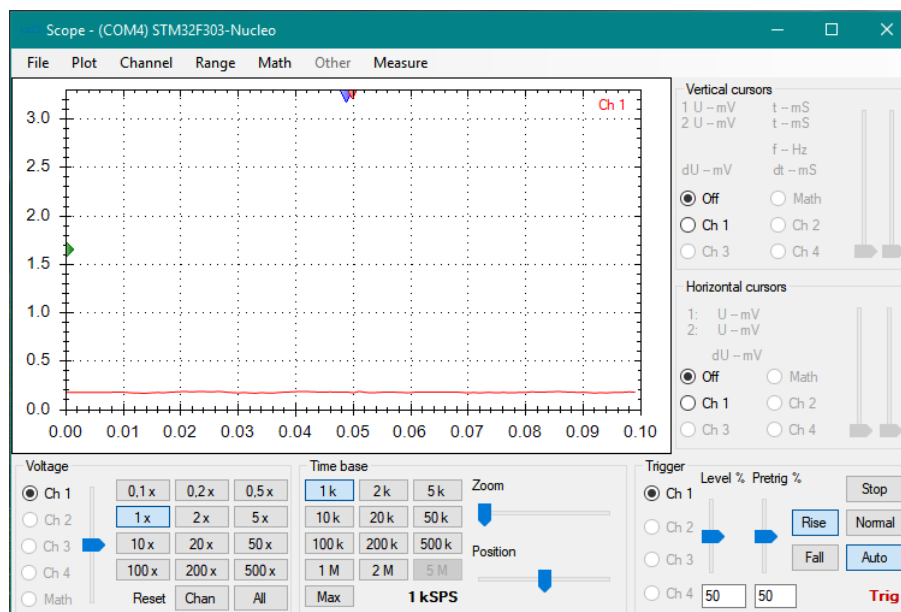 Scope - (COM4) STM32F303-Nucleo
File Plot Channel Range Math Other Measure
Ch 1
3.0
2.5
2.0
1.5
1.0
0.5
0.0
0.00 0.01 0.02 0.03 0.04 0.05 0.06 0.07 0.08 0.09 0.10
Vertical cursors
1 U -- mV t -- mS
2 U -- mV t -- mS
f -- Hz
dU -- mV dt -- mS
Off Math
Ch 1 Ch 2
Ch 3 Ch 4
Horizontal cursors
1: U -- mV
2: U -- mV
dU -- mV
Off Math
Ch 1 Ch 2
Ch 3 Ch 4
Voltage
Ch 1 0,1 x 0,2 x 0,5 x
Ch 2 1 x 2 x 5 x
Ch 3 10 x 20 x 50 x
Ch 4 100 x 200 x 500 x
Math Reset Chan All
Time base
1 k 2 k 5 k Zoom
10 k 20 k 50 k
100 k 200 k 500 k Position
1 M 2 M 5 M
Max 1 kSPS
Trigger
Level % Pretrig %
Ch 1 Stop
Ch 2 Rise Normal
Ch 3 Fall Auto
Ch 4 50 50 Trig